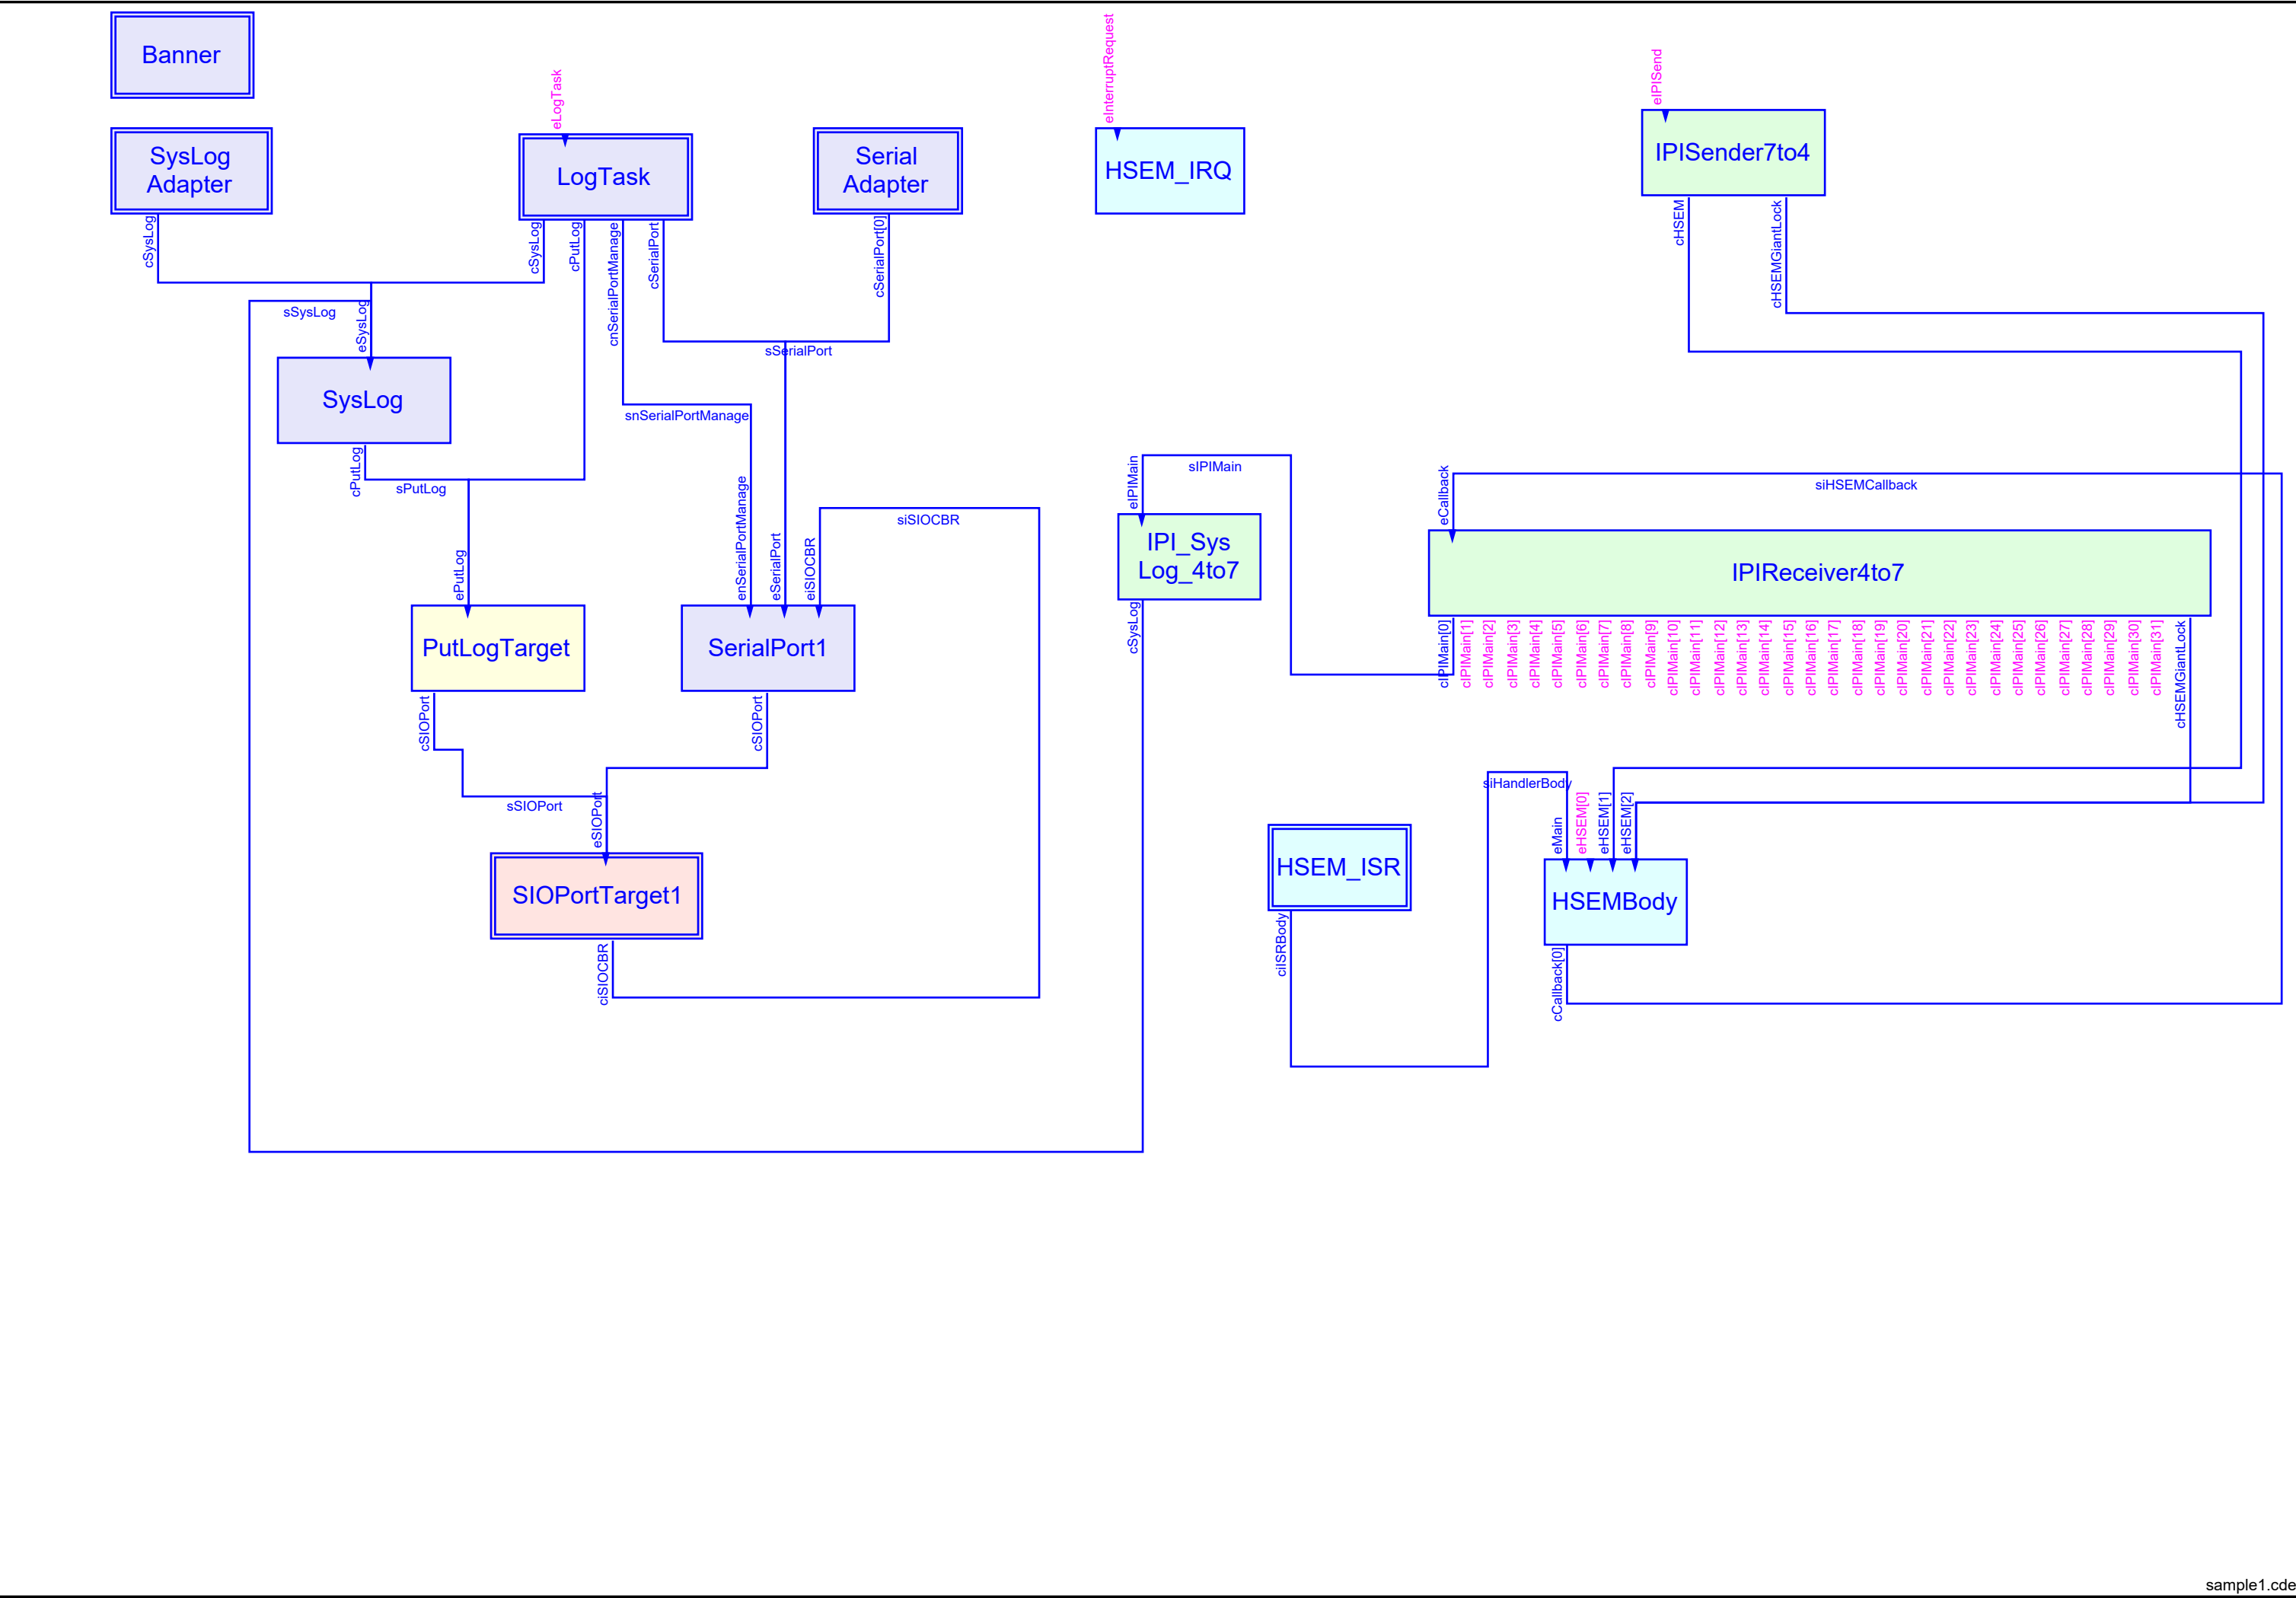 Banner
eLogTask
eInterruptRequest
eIPISend
SysLog
Adapter
LogTask
Serial
Adapter
HSEM_IRQ
IPISender7to4
cSysLog
cSysLog
cPutLog
cnSerialPortManage
cSerialPort
cSerialPort[0]
cHSEM
cHSEMGiantLock
sSysLog
eSysLog
sSerialPort
SysLog
snSerialPortManage
cPutLog
sPutLog
ePutLog
enSerialPortManage
eSerialPort
eiSIOCBR
siSIOCBR
eIPIMain
sIPIMain
eCallback
siHSEMCallback
IPI_Sys
Log_4to7
IPIReceiver4to7
PutLogTarget
SerialPort1
cSysLog
cIPIMain[0]
cIPIMain[1]
cIPIMain[2]
cIPIMain[3]
cIPIMain[4]
cIPIMain[5]
cIPIMain[6]
cIPIMain[7]
cIPIMain[8]
cIPIMain[9]
cIPIMain[10]
cIPIMain[11]
cIPIMain[12]
cIPIMain[13]
cIPIMain[14]
cIPIMain[15]
cIPIMain[16]
cIPIMain[17]
cIPIMain[18]
cIPIMain[19]
cIPIMain[20]
cIPIMain[21]
cIPIMain[22]
cIPIMain[23]
cIPIMain[24]
cIPIMain[25]
cIPIMain[26]
cIPIMain[27]
cIPIMain[28]
cIPIMain[29]
cIPIMain[30]
cIPIMain[31]
cHSEMGiantLock
cSIOPort
cSIOPort
sSIOPort
eSIOPort
siHandlerBody
eMain
eHSEM[0]
eHSEM[1]
eHSEM[2]
SIOPortTarget1
HSEM_ISR
HSEMBody
ciSIOCBR
ciISRBody
cCallback[0]
sample1.cde